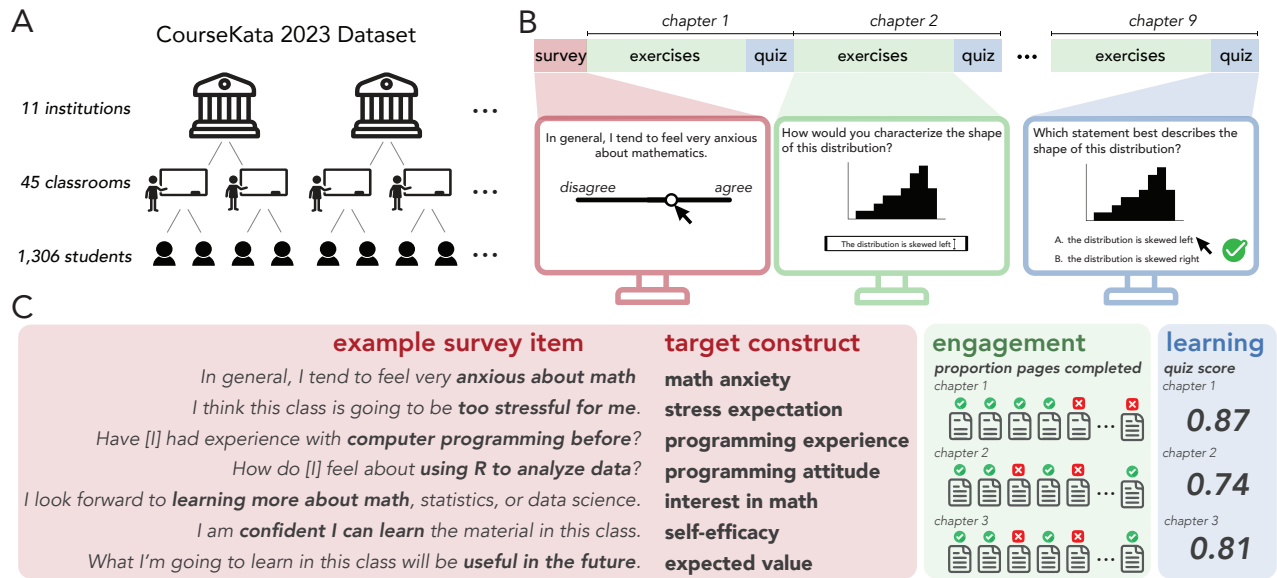 A
CourseKata 2023 Dataset
11 institutions
...
45 classrooms
...
1,306 students
...
B
chapter 1
chapter 2
chapter 9
survey
exercises
quiz
exercises
quiz
...
exercises
quiz
In general, I tend to feel very anxious
about mathematics.
disagree
agree
How would you characterize the shape
of this distribution?
The distribution is skewed left
Which statement best describes the
shape of this distribution?
A. the distribution is skewed left
B. the distribution is skewed right
C
example survey item
target construct
In general, I tend to feel very anxious about math
math anxiety
I think this class is going to be too stressful for me.
stress expectation
Have [I] had experience with computer programming before?
programming experience
How do [I] feel about using R to analyze data?
programming attitude
I look forward to learning more about math, statistics, or data science.
interest in math
I am confident I can learn the material in this class.
self-efficacy
What I'm going to learn in this class will be useful in the future.
expected value
engagement
proportion pages completed
chapter 1
...
chapter 2
...
chapter 3
...
learning
quiz score
chapter 1
0.87
chapter 2
0.74
chapter 3
0.81